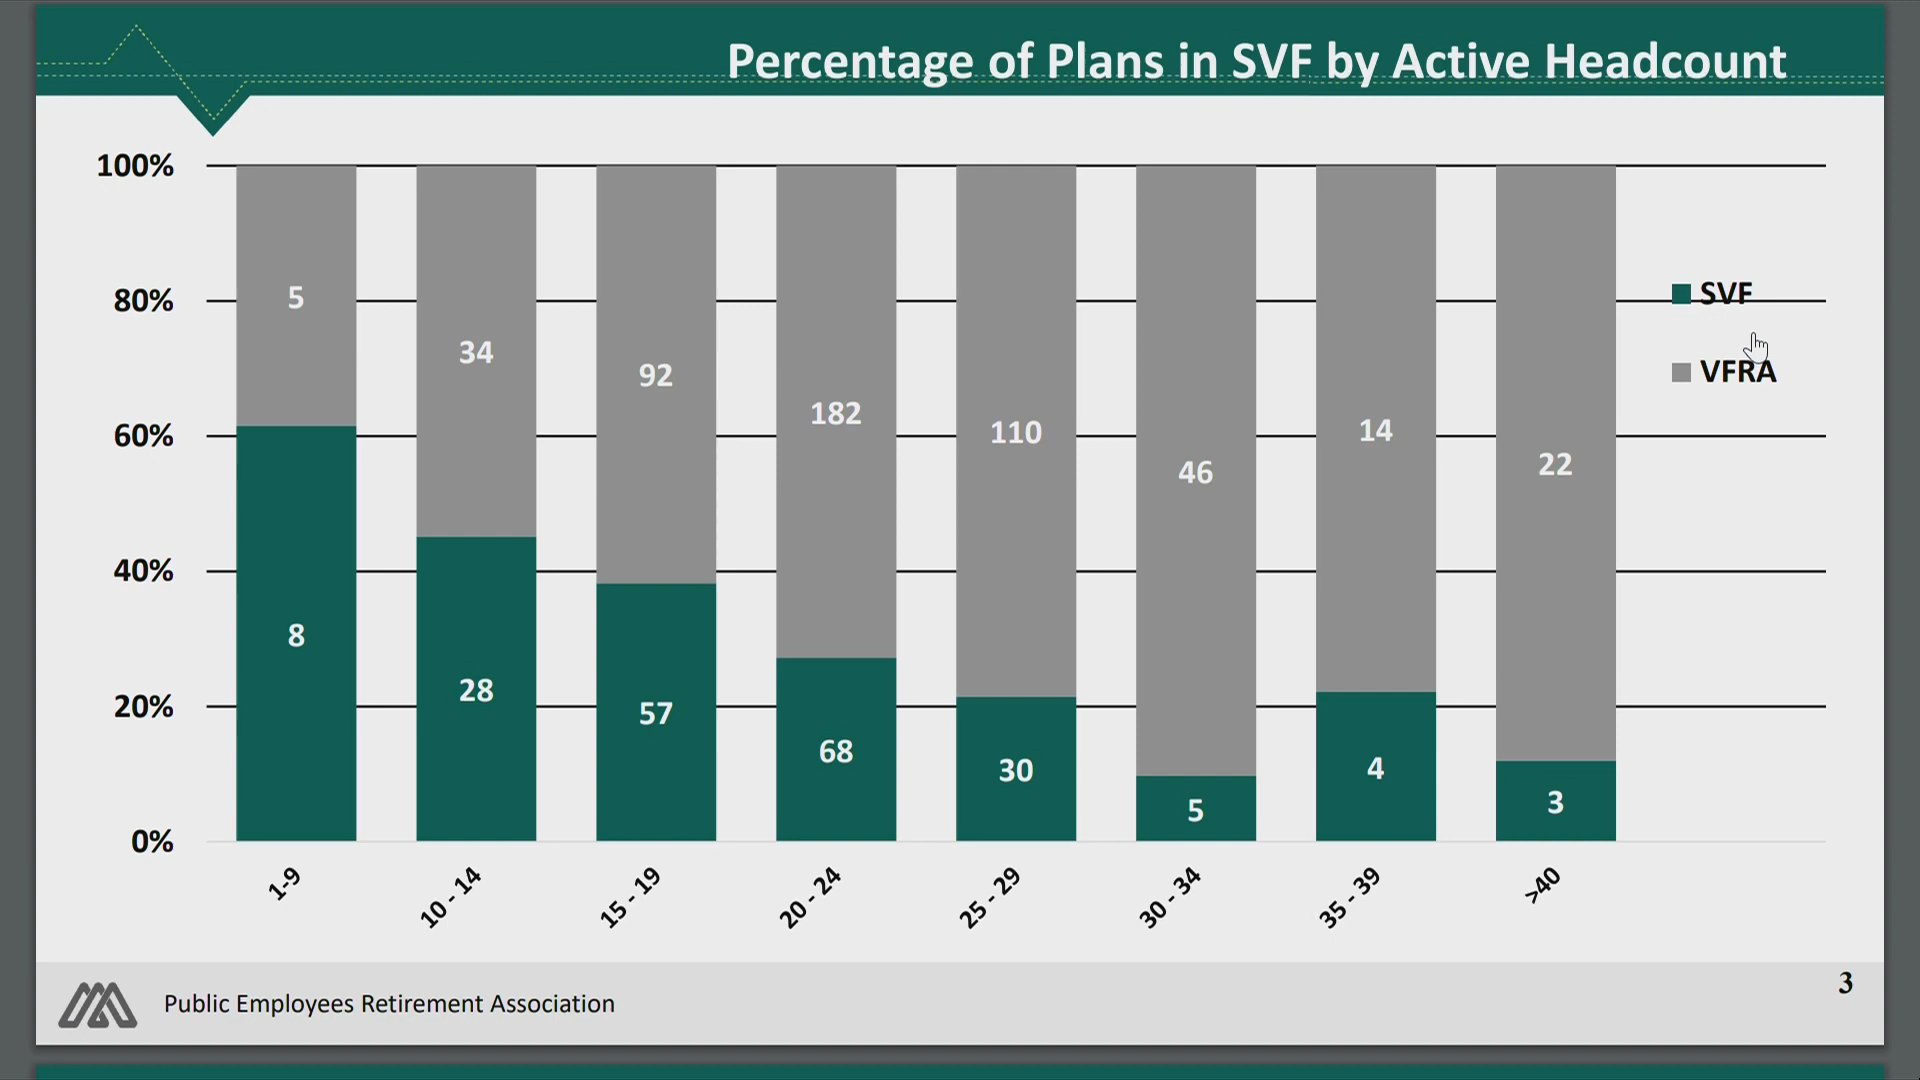 Percentage of Plans in SVF by Active Headcount
100%
80%
60%
40%
20%
0%
5
34
92
182
110
46
14
22
8
28
57
68
30
5
4
3
SVF
VFRA
1-9
10 - 14
15 - 19
20 - 24
25 - 29
30 - 34
35 - 39
>40
Public Employees Retirement Association
3